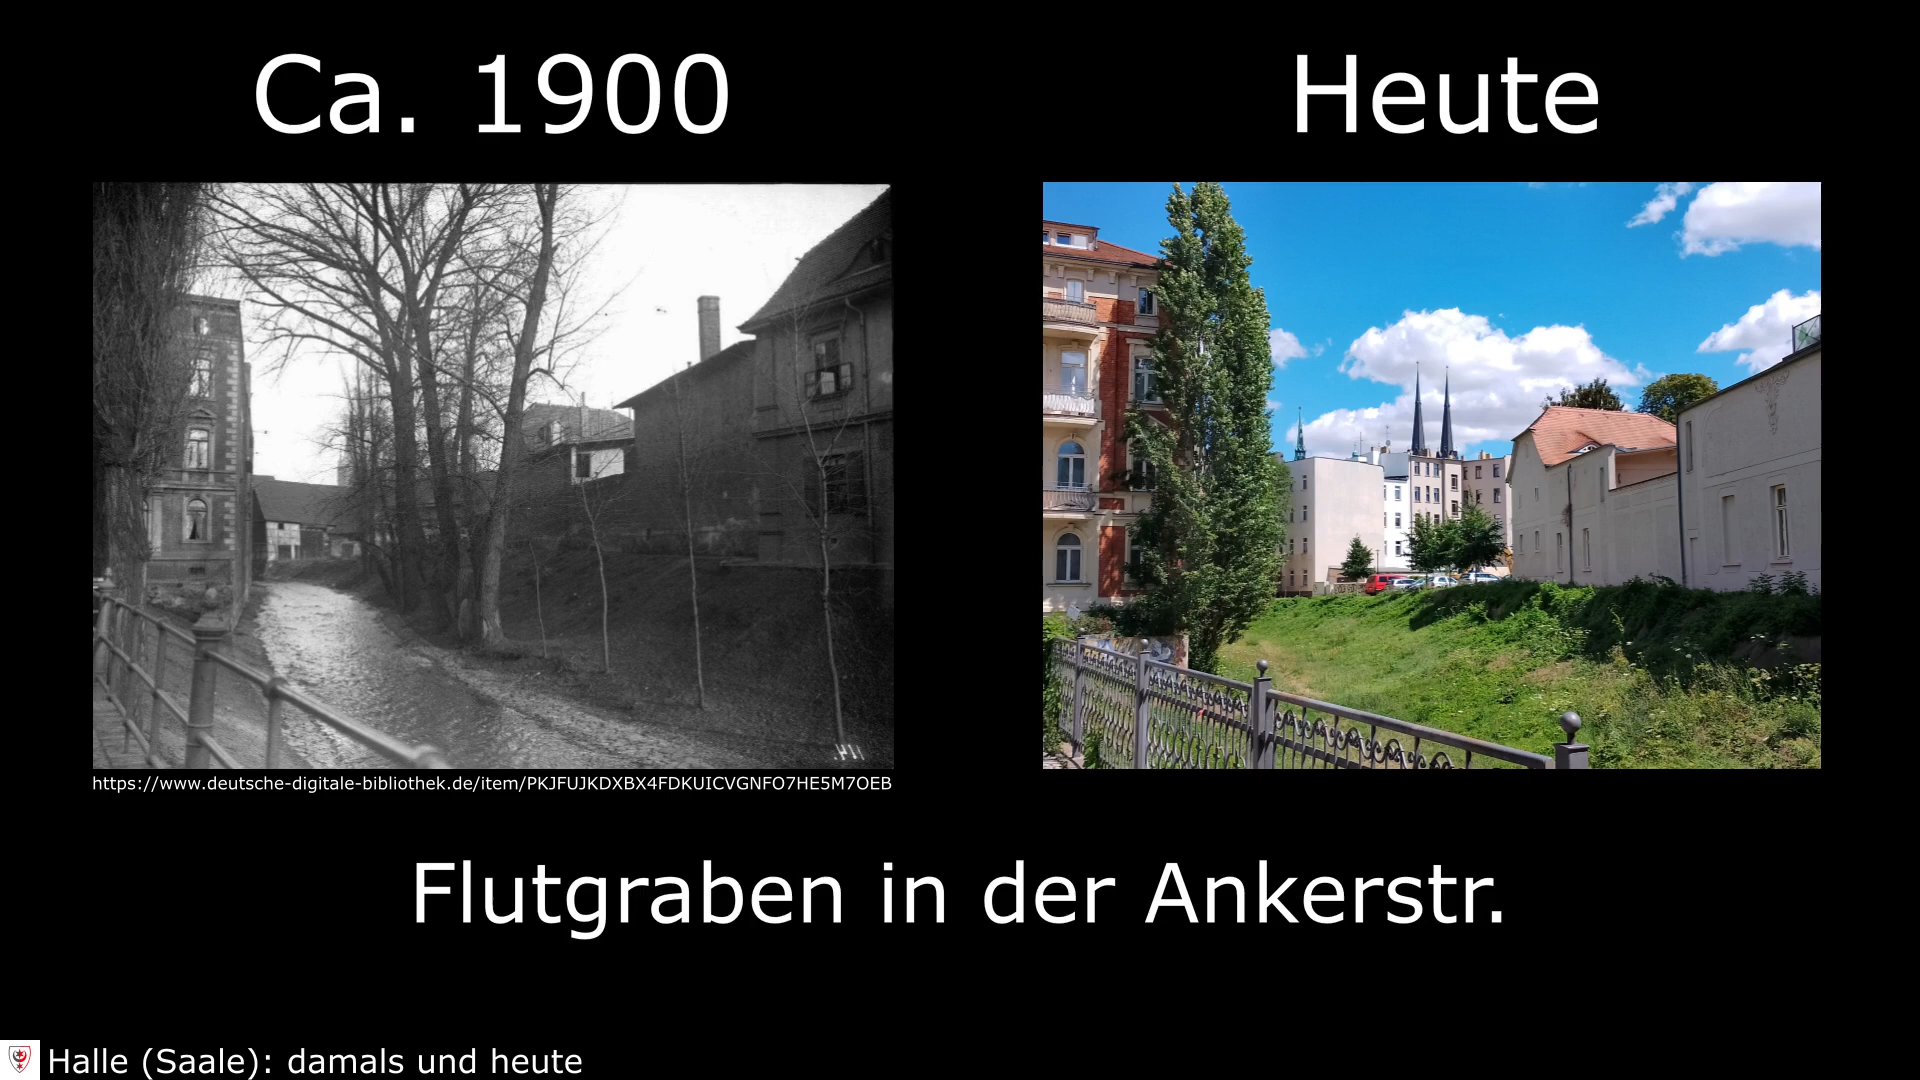 Ca. 1900
Heute
https://www.deutsche-digitale-bibliothek.de/item/PKJFUJKDXBX4FDKUICVGNFO7HE5M7OEB
Flutgraben in der Ankerstr.
Halle (Saale): damals und heute